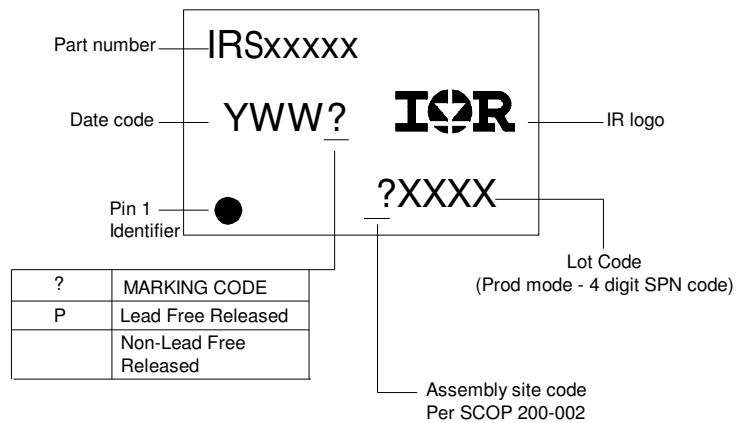 Part number
IRSxxxxx
Date code
YWW?
IOR
IR logo
Pin 1
Identifier
?XXXX
Lot Code
(Prod mode - 4 digit SPN code)
? MARKING CODE
P Lead Free Released
Non-Lead Free
Released
Assembly site code
Per SCOP 200-002